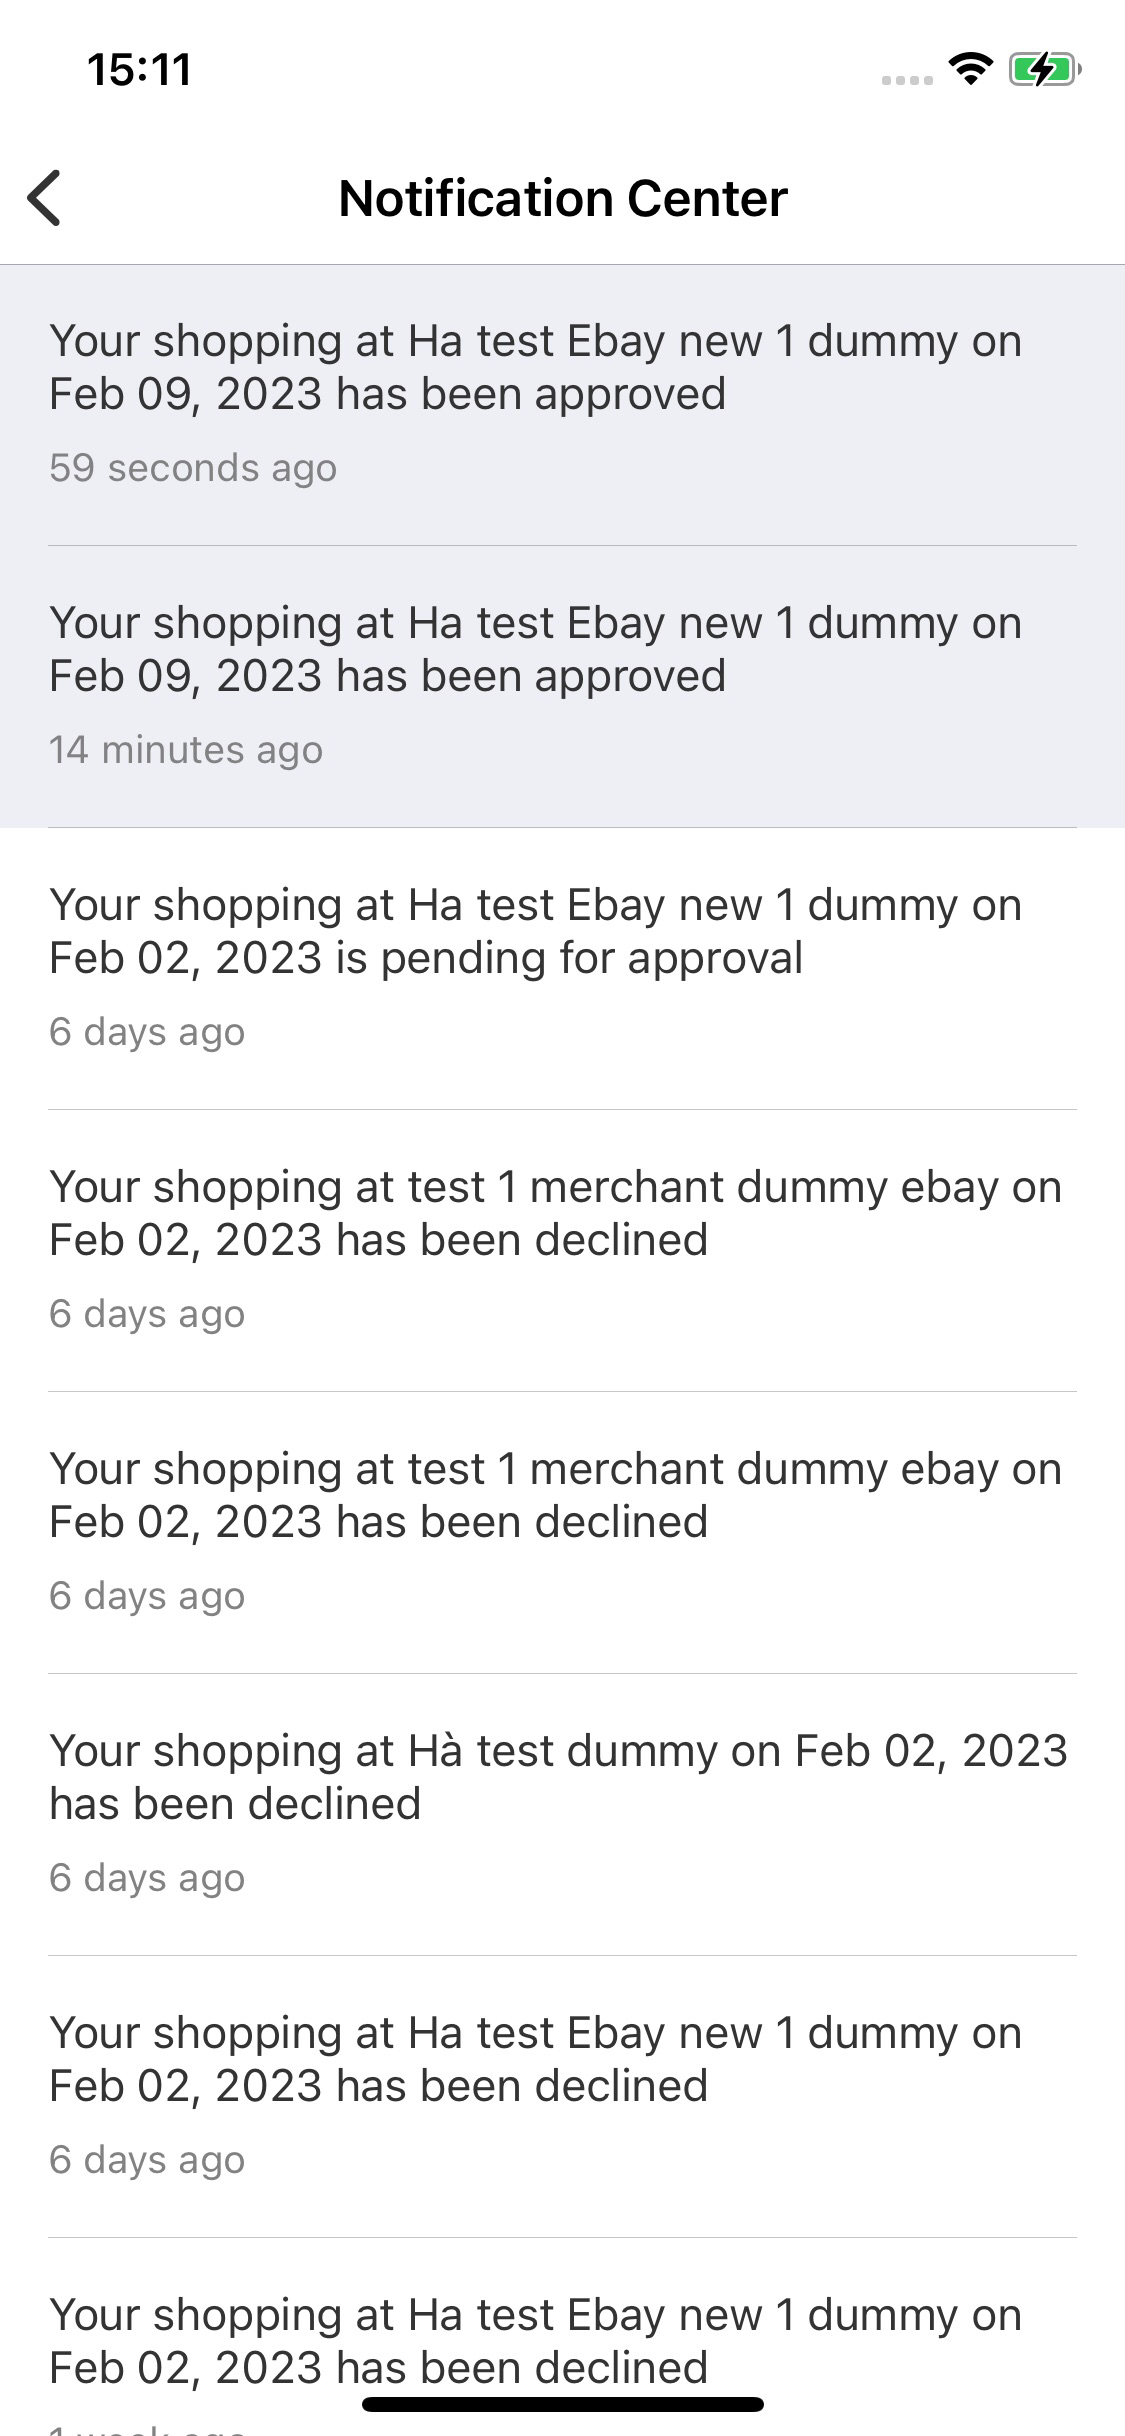 15:11
Notification Center
Your shopping at Ha test Ebay new 1 dummy on
Feb 09, 2023 has been approved
59 seconds ago
Your shopping at Ha test Ebay new 1 dummy on
Feb 09, 2023 has been approved
14 minutes ago
Your shopping at Ha test Ebay new 1 dummy on
Feb 02, 2023 is pending for approval
6 days ago
Your shopping at test 1 merchant dummy ebay on
Feb 02, 2023 has been declined
6 days ago
Your shopping at test 1 merchant dummy ebay on
Feb 02, 2023 has been declined
6 days ago
Your shopping at Hà test dummy on Feb 02, 2023
has been declined
6 days ago
Your shopping at Ha test Ebay new 1 dummy on
Feb 02, 2023 has been declined
6 days ago
Your shopping at Ha test Ebay new 1 dummy on
Feb 02, 2023 has been declined
1 week ago